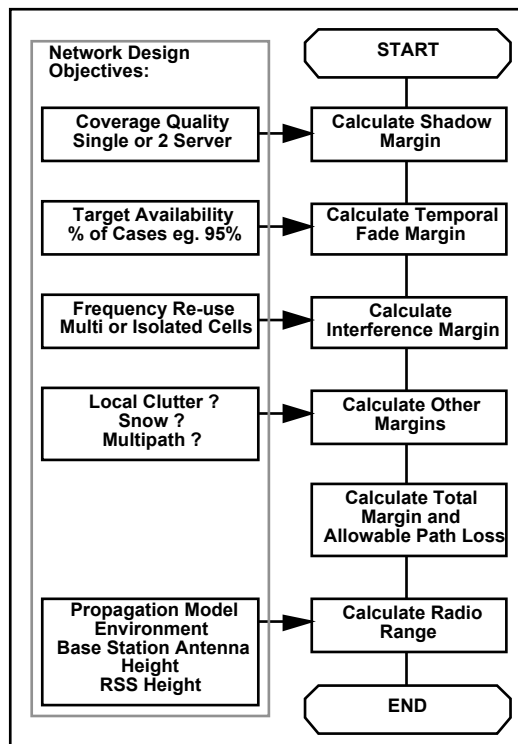 Network Design
Objectives:
START
Coverage Quality
Single or 2 Server
Calculate Shadow
Margin
Target Availability
% of Cases eg. 95%
Calculate Temporal
Fade Margin
Frequency Re-use
Multi or Isolated Cells
Calculate
Interference Margin
Local Clutter ?
Snow ?
Multipath ?
Calculate Other
Margins
Calculate Total
Margin and
Allowable Path Loss
Propagation Model
Environment
Base Station Antenna
Height
RSS Height
Calculate Radio
Range
END